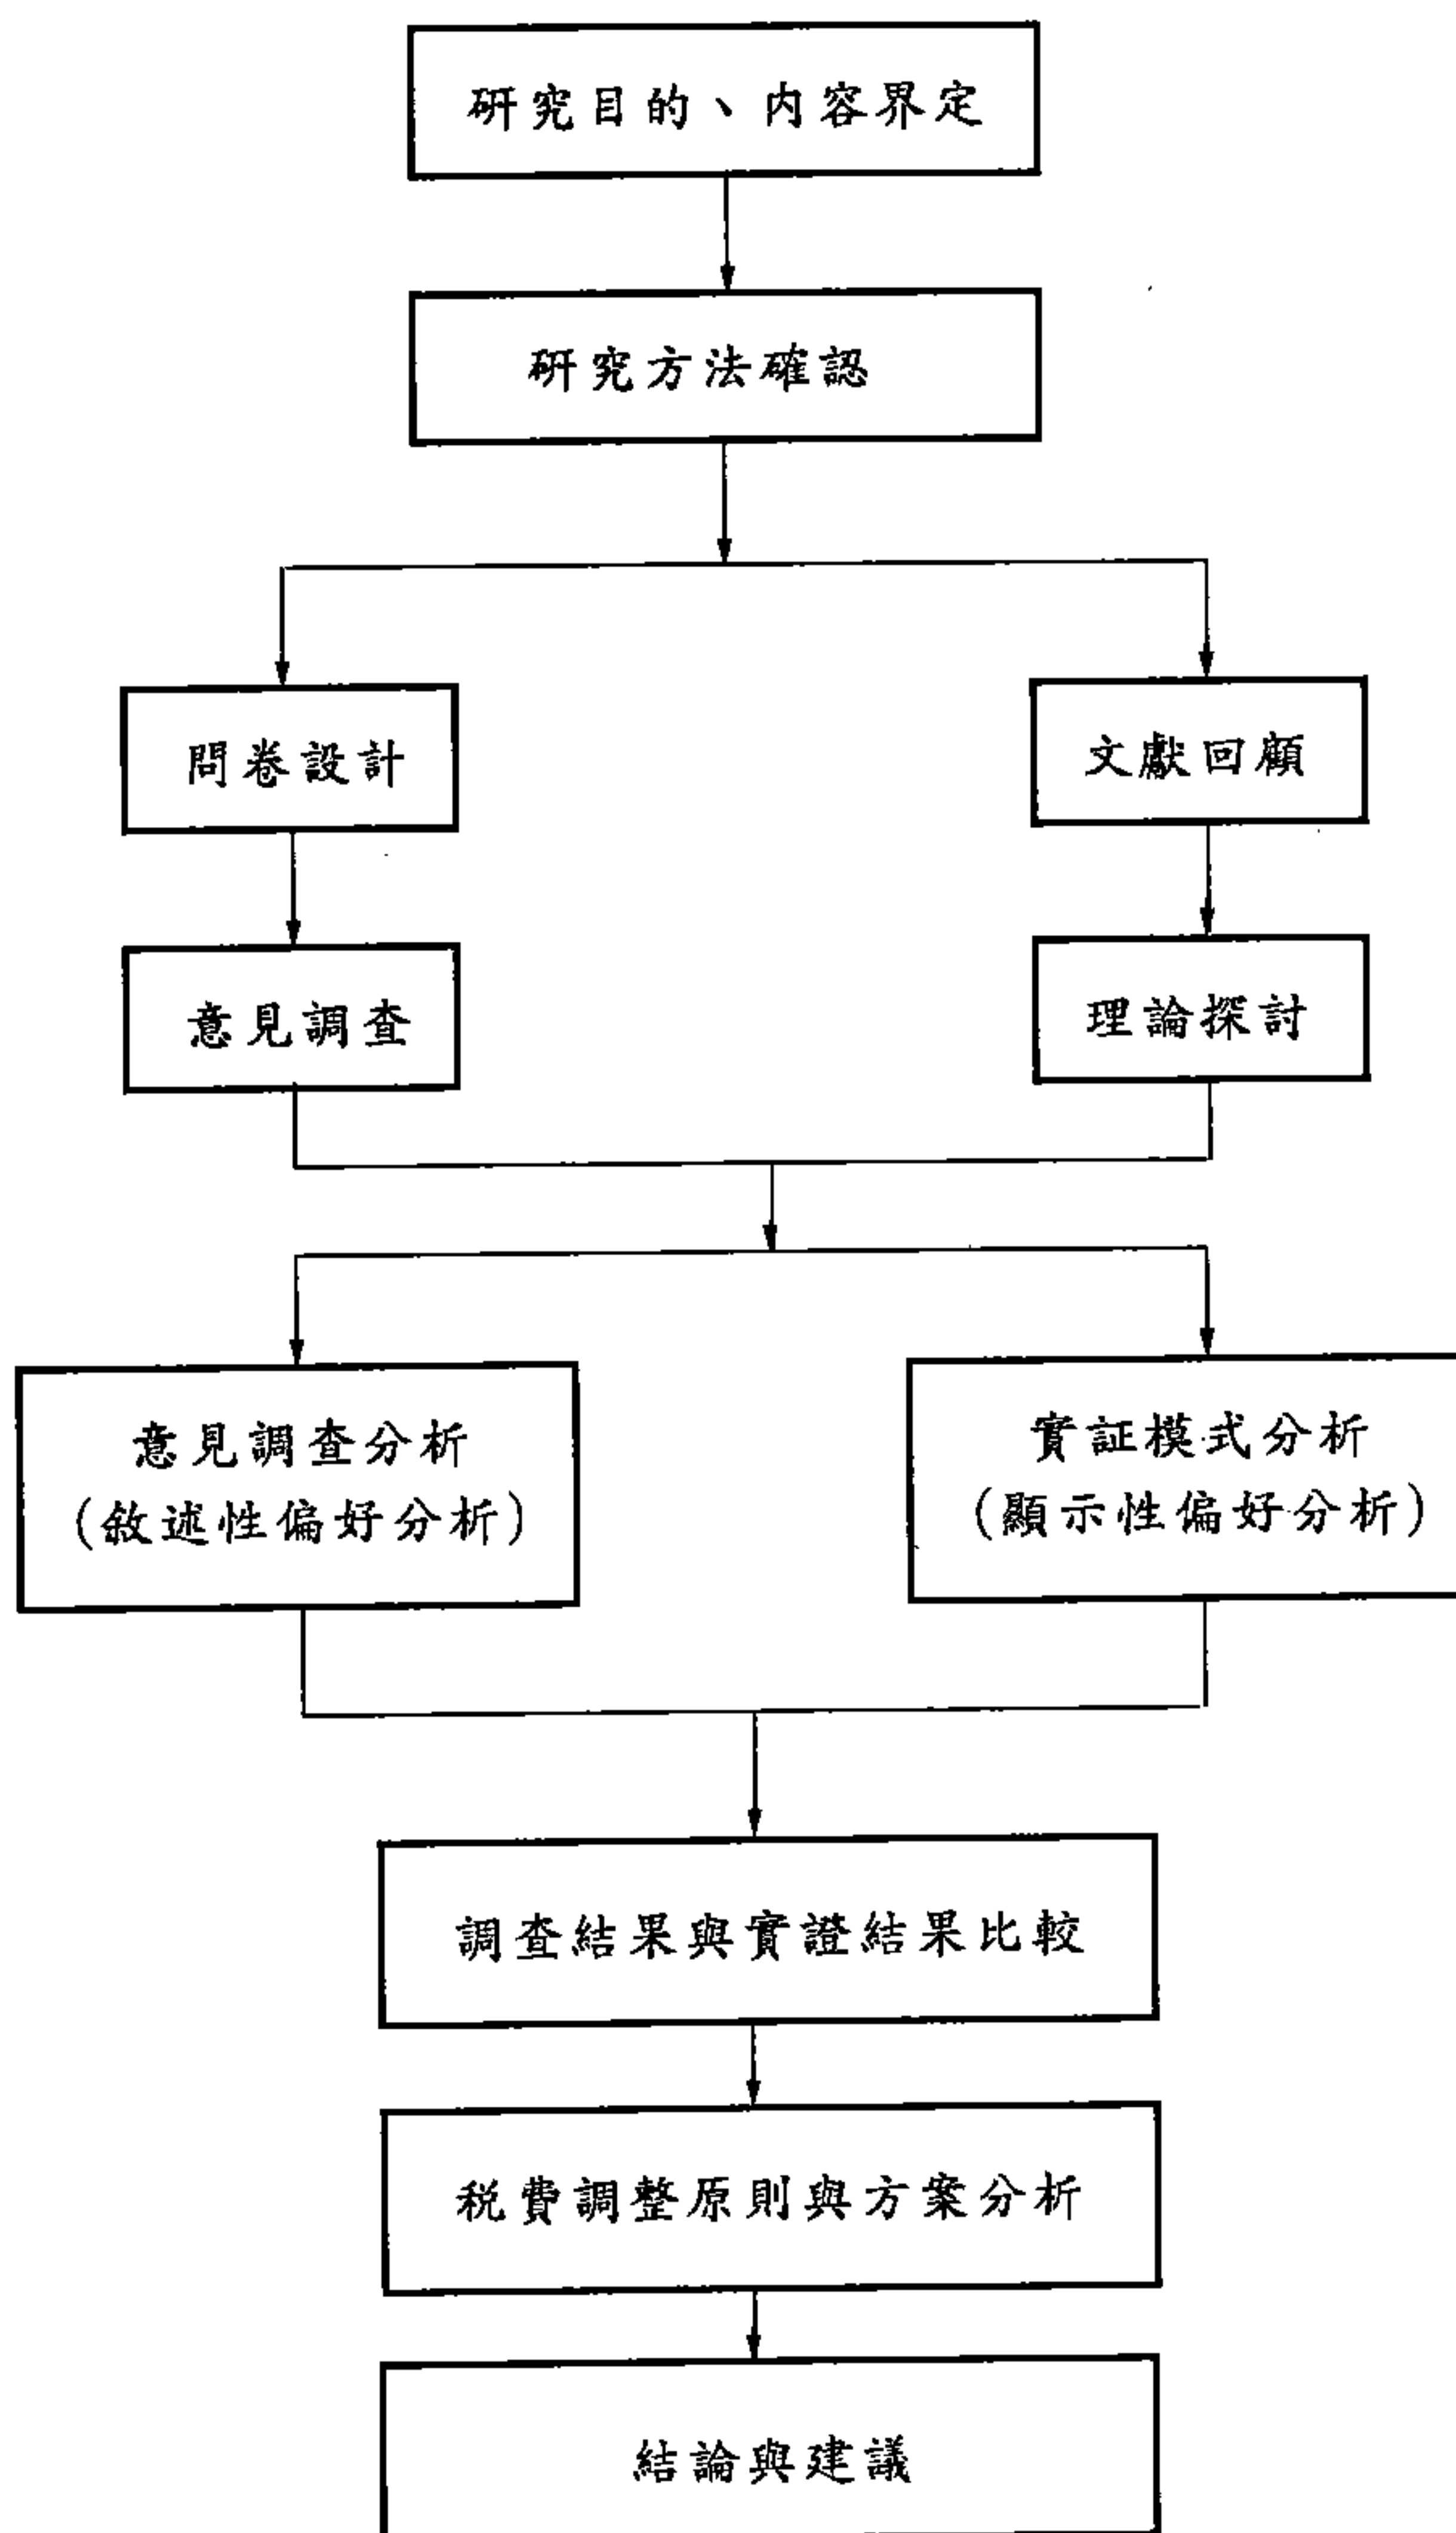 研究目的、內容界定
研究方法確認
問卷設計
文獻回顧
意見調查
理論探討
意見調查分析
(敘述性偏好分析)
實証模式分析
(顯示性偏好分析)
調查結果與實證結果比較
稅費調整原則與方案分析
結論與建議